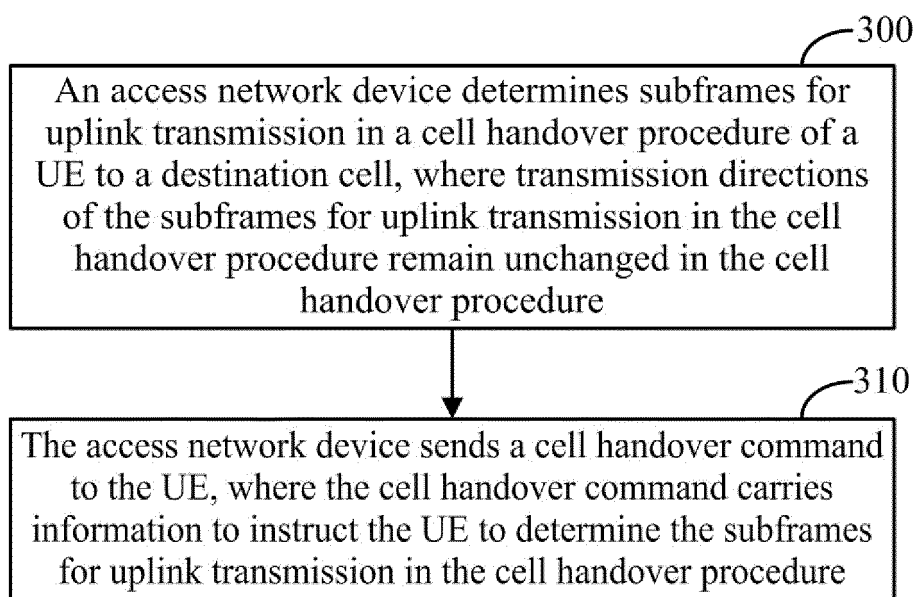 300
An access network device determines subframes for
uplink transmission in a cell handover procedure of a
UE to a destination cell, where transmission directions
of the subframes for uplink transmission in the cell
handover procedure remain unchanged in the cell
handover procedure
310
The access network device sends a cell handover command
to the UE, where the cell handover command carries
information to instruct the UE to determine the subframes
for uplink transmission in the cell handover procedure